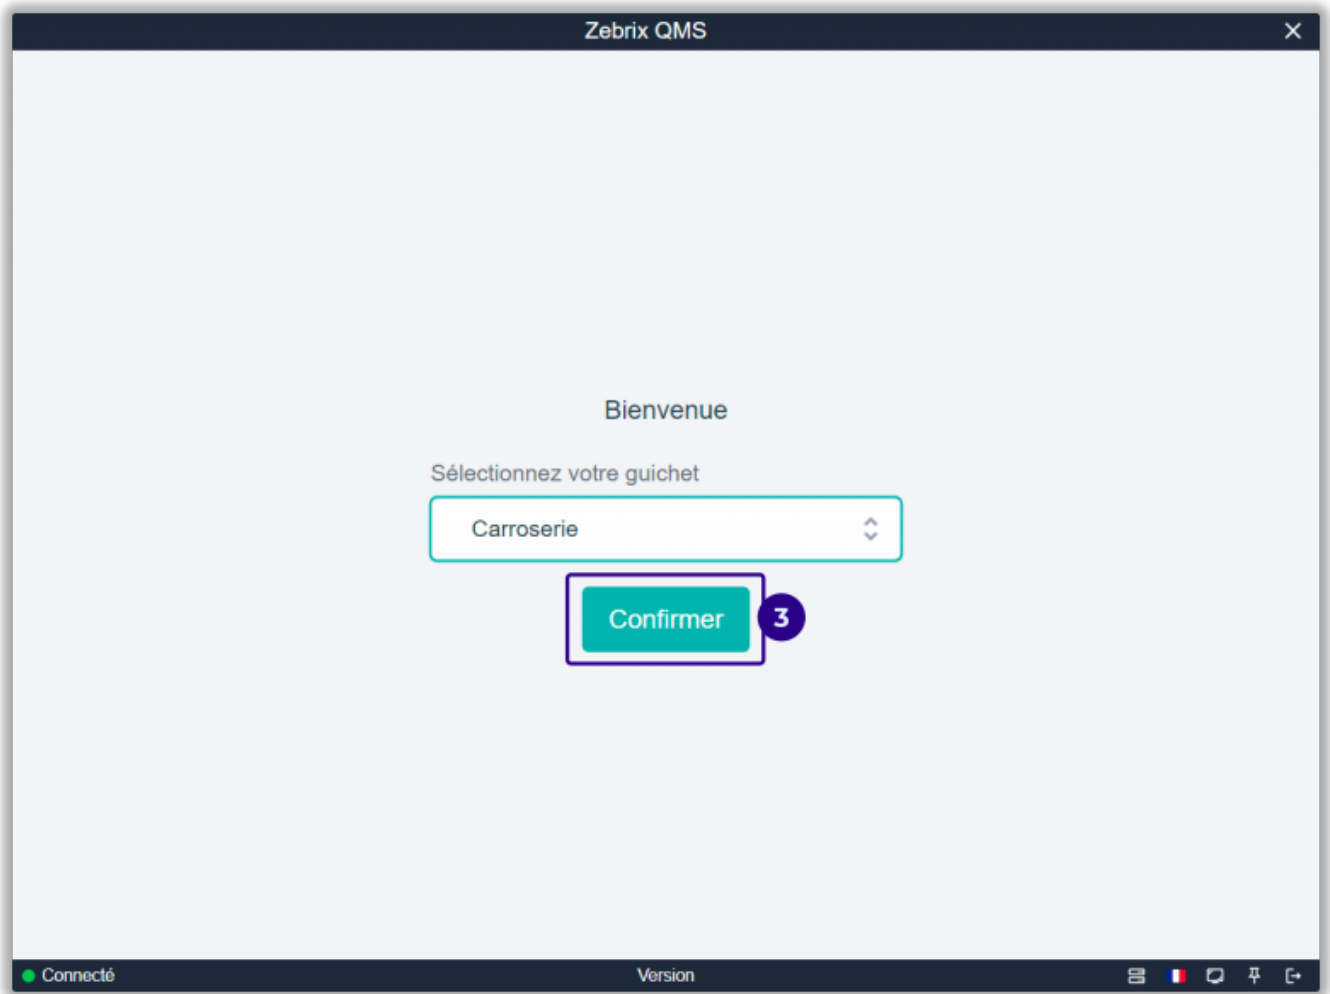 Zebrix QMS
Bienvenue
Sélectionnez votre guichet
Carroserie
Confirmer
3
Connecté
Version